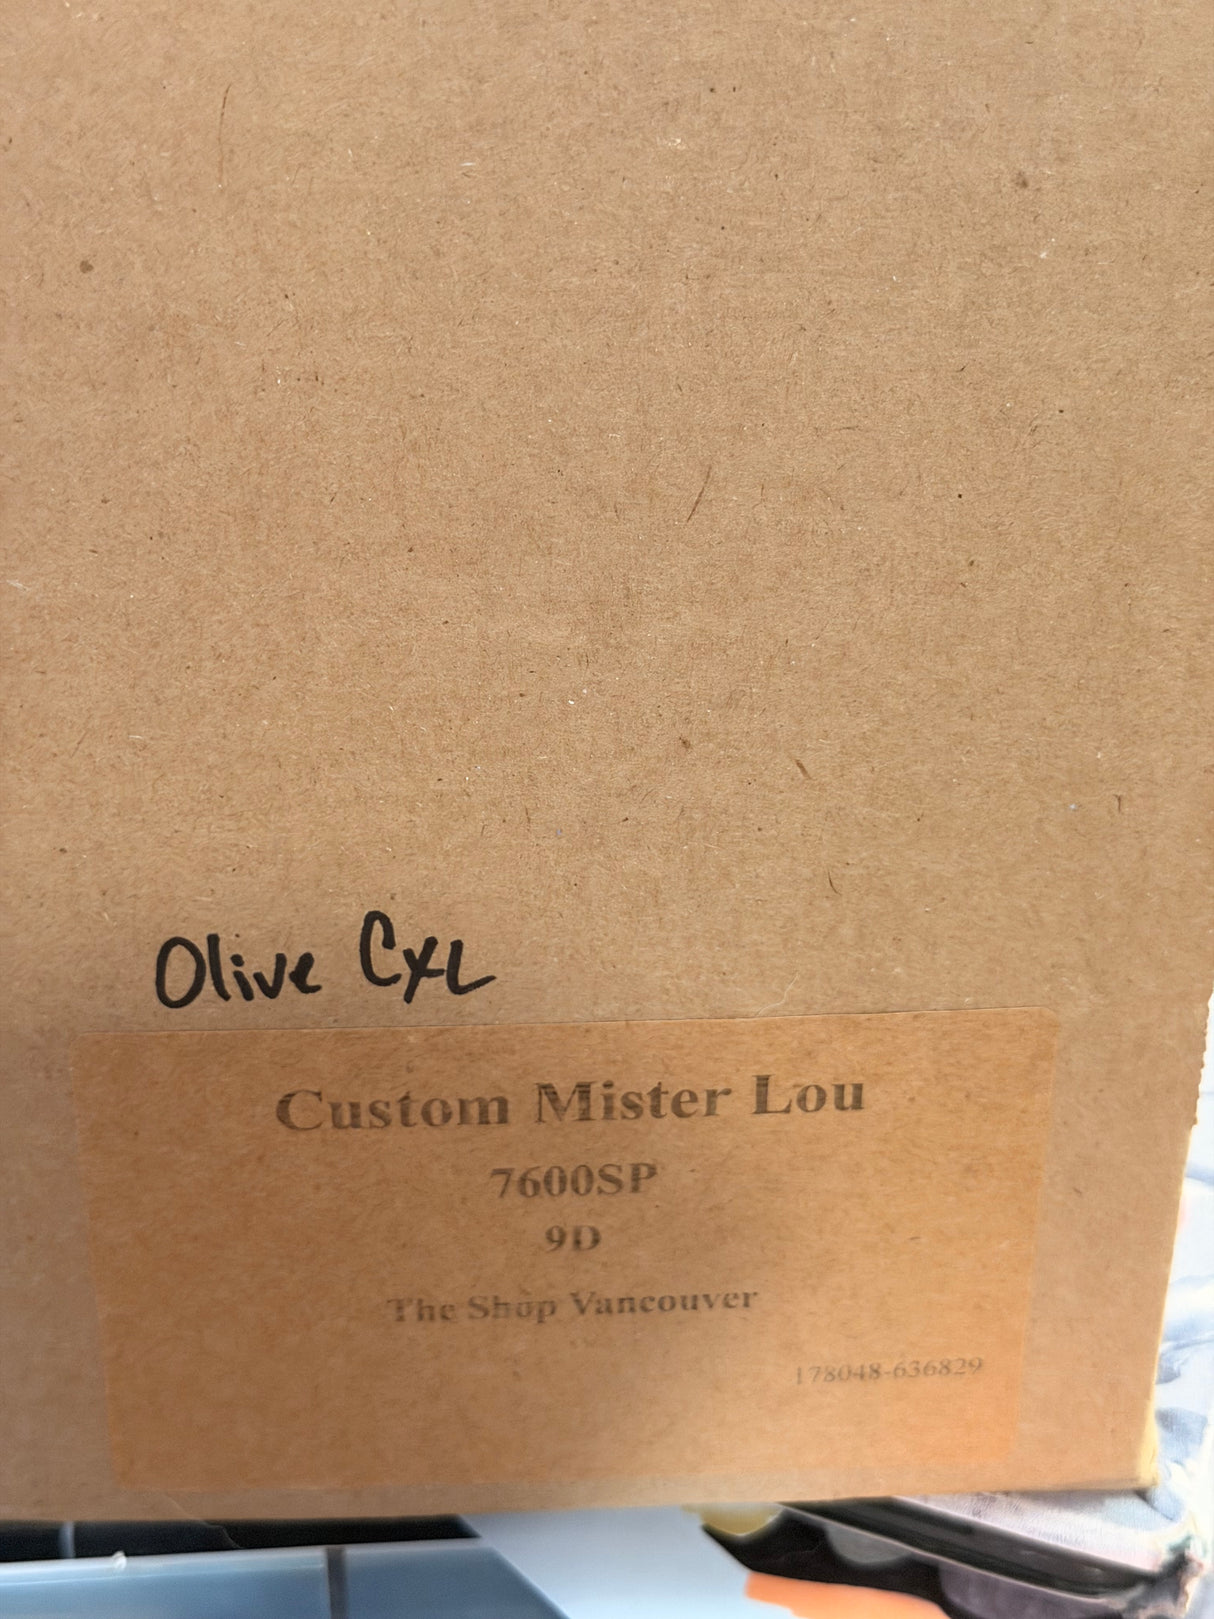 Olive CXL
Custom Mister Lou
7600SP
9D
The Shop Vancouver
178048-636829